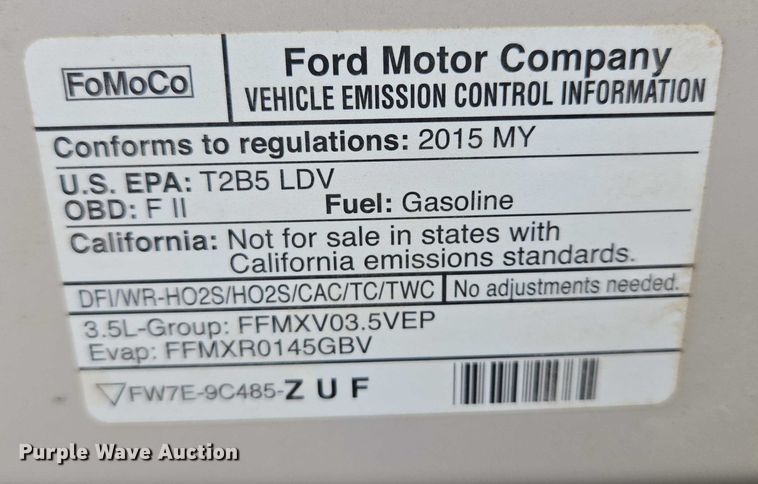 FoMoCo
Ford Motor Company
VEHICLE EMISSION CONTROL INFORMATION
Conforms to regulations: 2015 MY
U.S. EPA: T2B5 LDV
OBD: F II Fuel: Gasoline
California: Not for sale in states with
California emissions standards.
DFI/WR-HO2S/HO2S/CAC/TC/TWC No adjustments needed.
3.5L-Group: FFMXV03.5VEP
Evap: FFMXR0145GBV
FW7E-9C485-Z U F
Purple Wave Auction